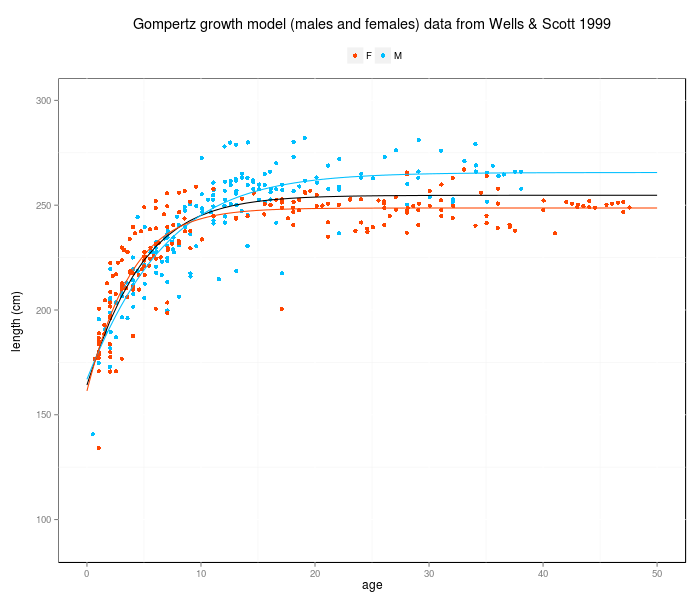 Gompertz growth model (males and females) data from Wells & Scott 1999
F M
300
250
200
150
100
length (cm)
0 10 20 30 40 50
age